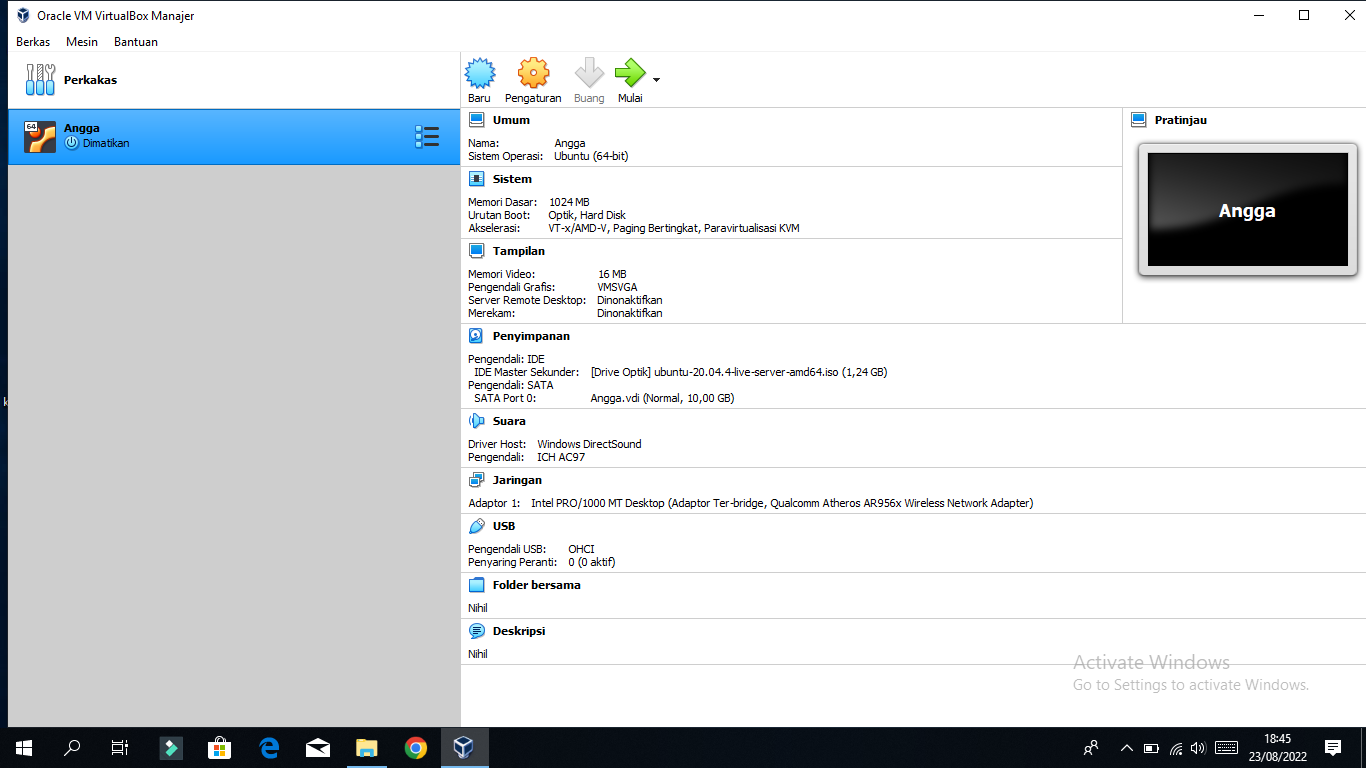 Oracle VM VirtualBox Manajer
Berkas Mesin Bantuan
Perkakas
64
Angga
Dimatikan
Baru Pengaturan Buang Mulai
Umum
Nama: Angga
Sistem Operasi: Ubuntu (64-bit)
Sistem
Memori Dasar: 1024 MB
Urutan Boot: Optik, Hard Disk
Akselerasi: VT-x/AMD-V, Paging Bertingkat, Paravirtualisasi KVM
Tampilan
Memori Video: 16 MB
Pengendali Grafis: VMSVGA
Server Remote Desktop: Dinonaktifkan
Merekam: Dinonaktifkan
Pratinjau
Angga
Penyimpanan
Pengendali: IDE
IDE Master Sekunder: [Drive Optik] ubuntu-20.04.4-live-server-amd64.iso (1,24 GB)
Pengendali: SATA
SATA Port 0: Angga.vdi (Normal, 10,00 GB)
Suara
Driver Host: Windows DirectSound
Pengendali: ICH AC97
Jaringan
Adaptor 1: Intel PRO/1000 MT Desktop (Adaptor Ter-bridge, Qualcomm Atheros AR956x Wireless Network Adapter)
USB
Pengendali USB: OHCI
Penyaring Peranti: 0 (0 aktif)
Folder bersama
Nihil
Deskripsi
Nihil
Activate Windows
Go to Settings to activate Windows.
18:45
23/08/2022